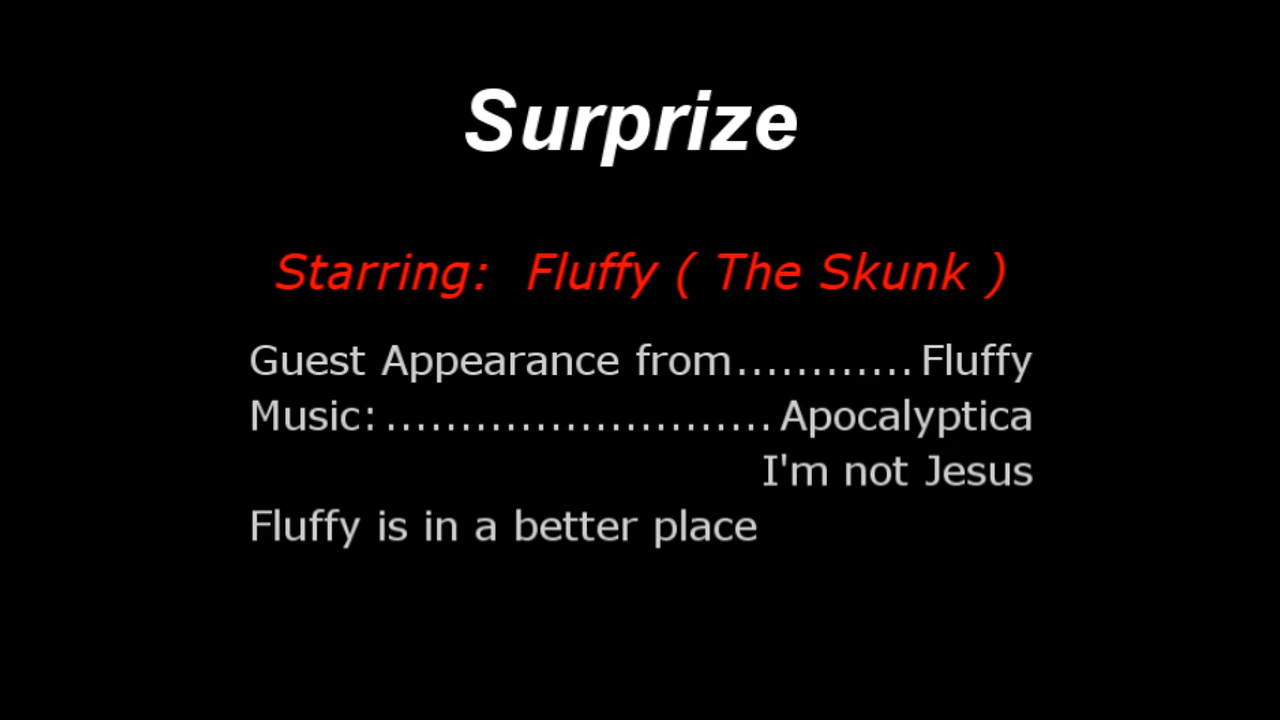 Surprize
Starring: Fluffy ( The Skunk )
Guest Appearance from............Fluffy
Music:..........................Apocalyptica
I'm not Jesus
Fluffy is in a better place